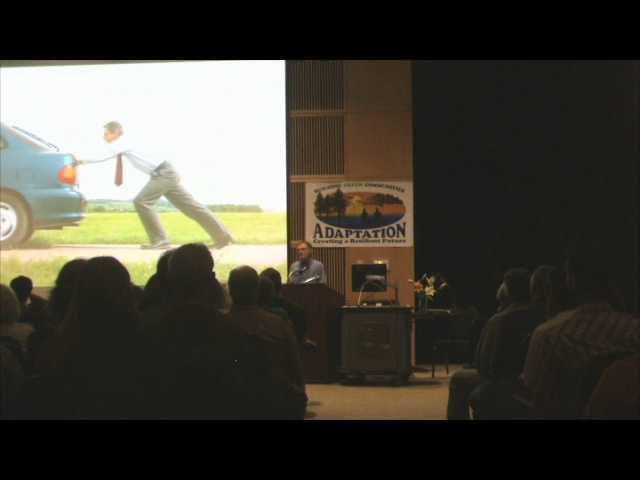 BUILDING GREEN COMMUNITIES
ADAPTATION
Creating a Resilient Future